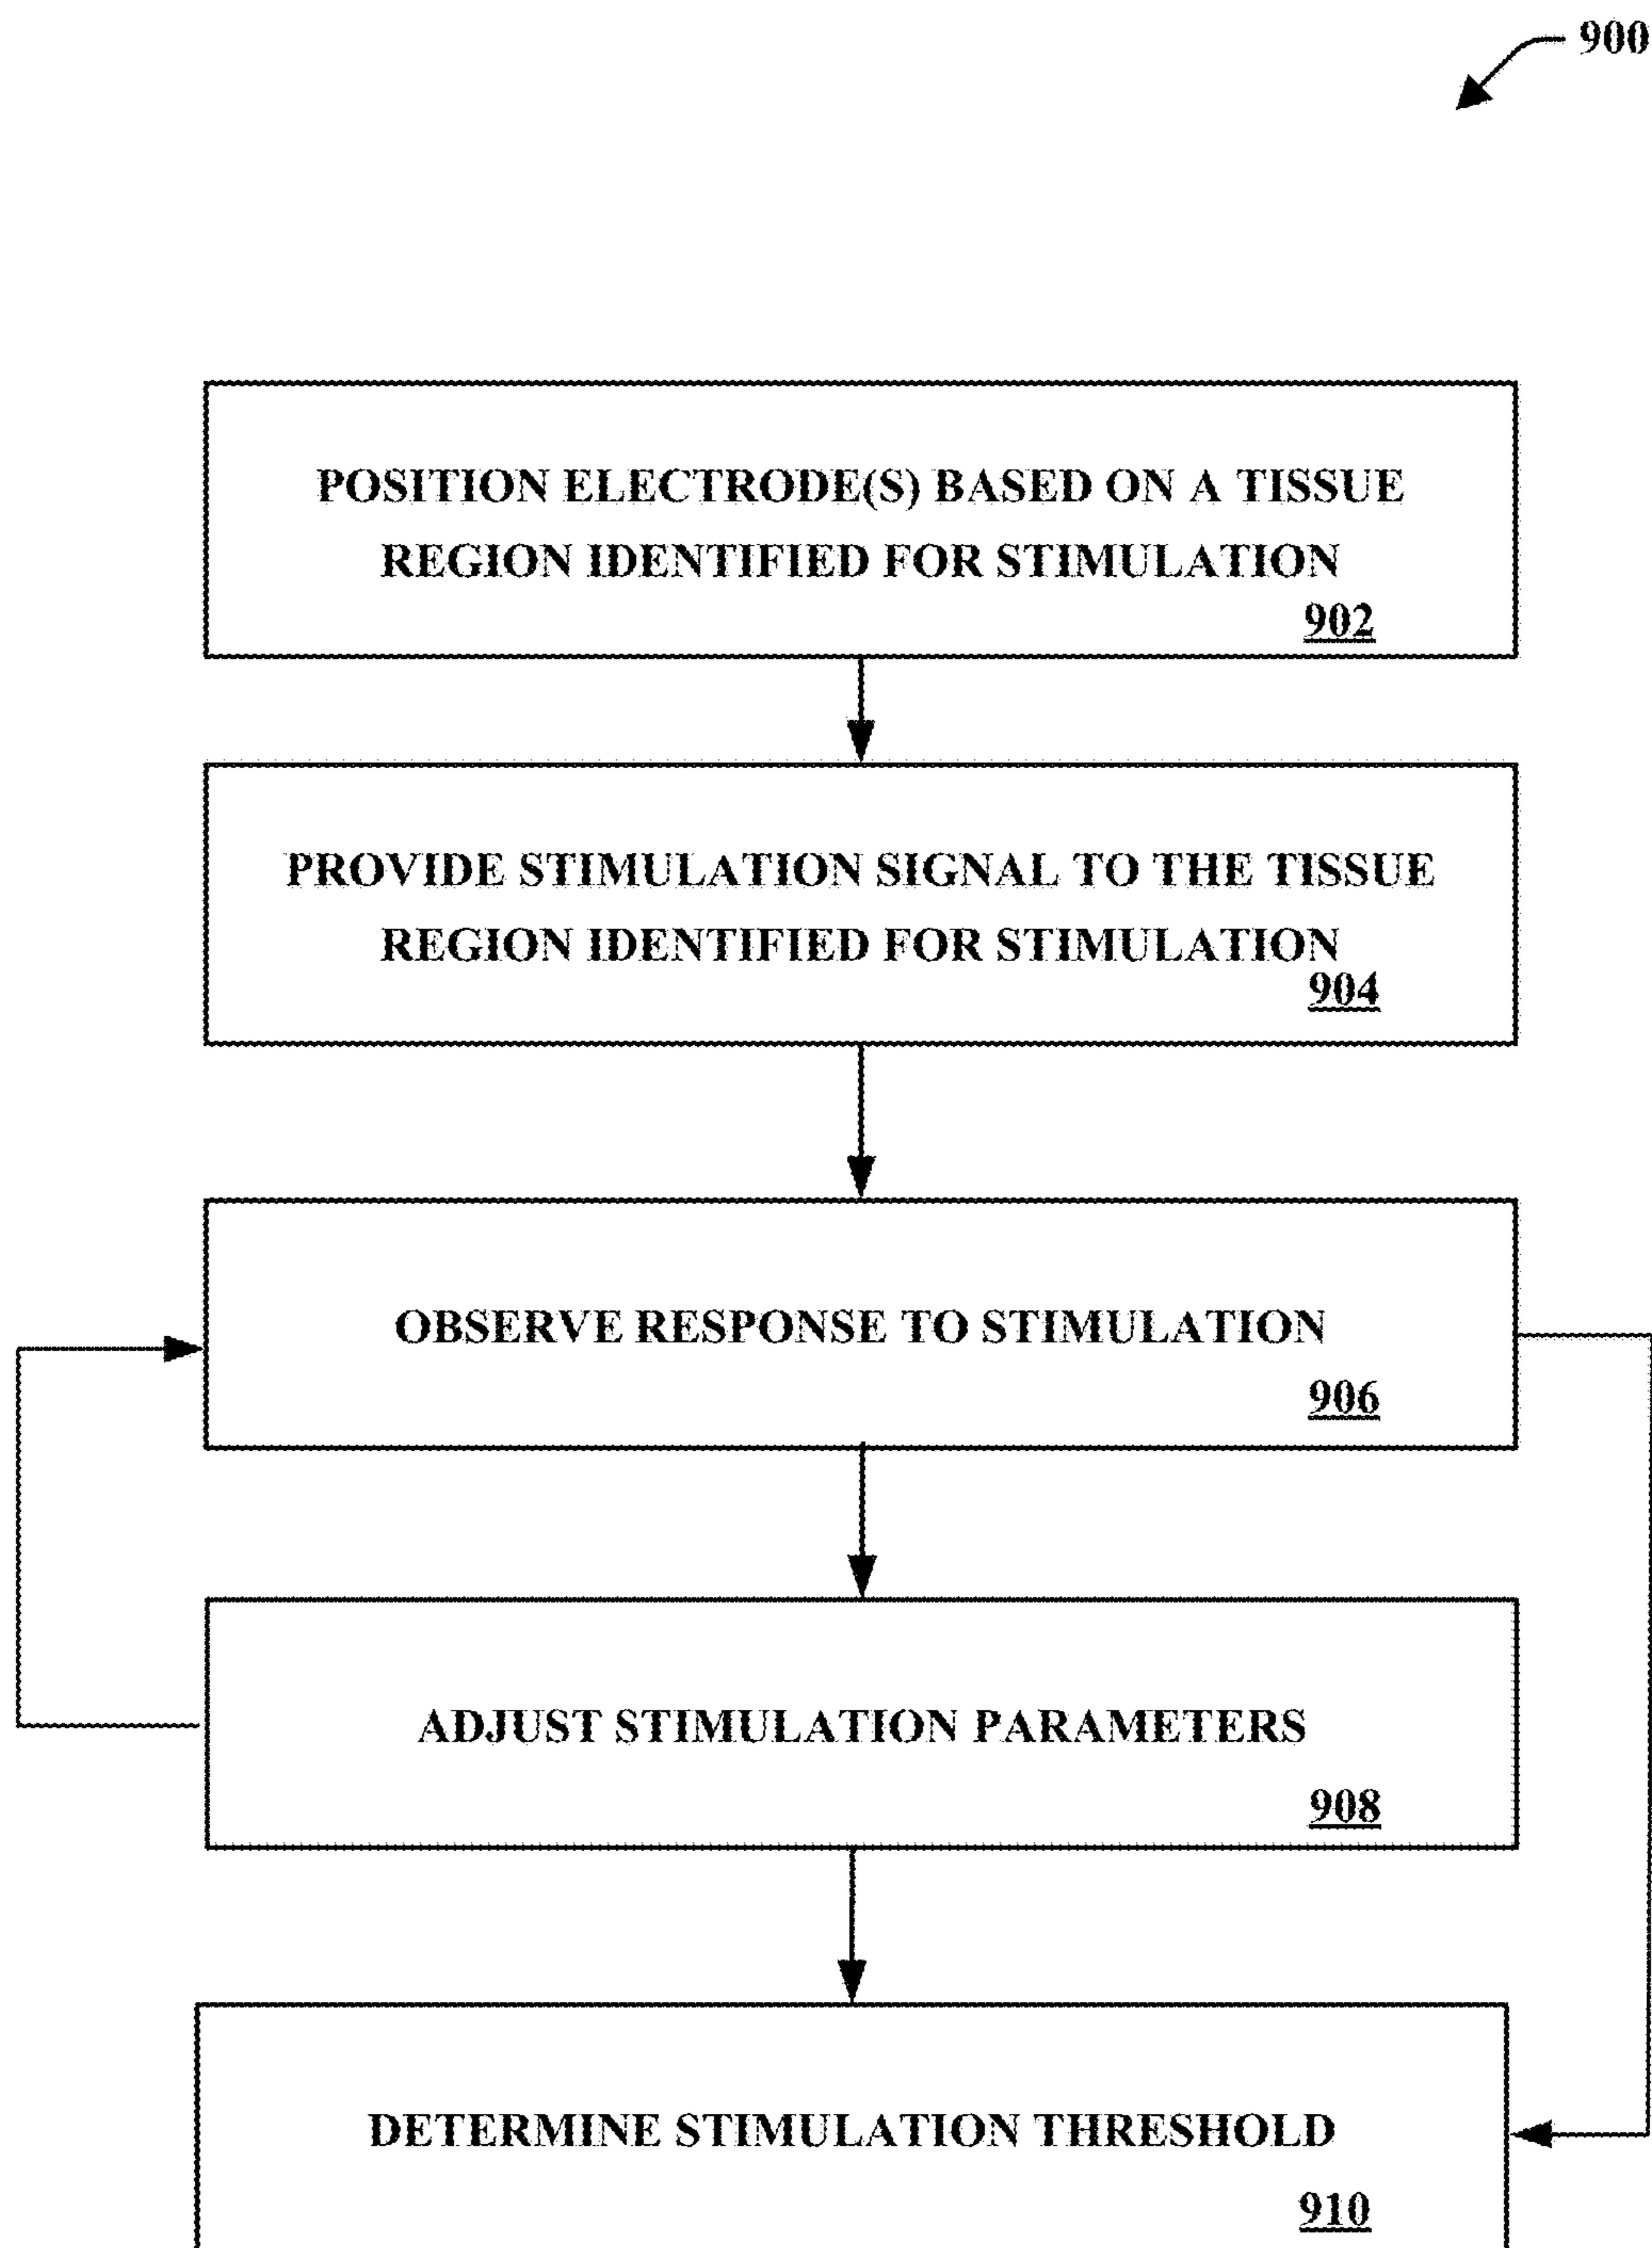 900
POSITION ELECTRODE(S) BASED ON A TISSUE
REGION IDENTIFIED FOR STIMULATION
902
PROVIDE STIMULATION SIGNAL TO THE TISSUE
REGION IDENTIFIED FOR STIMULATION
904
OBSERVE RESPONSE TO STIMULATION
906
ADJUST STIMULATION PARAMETERS
908
DETERMINE STIMULATION THRESHOLD
910